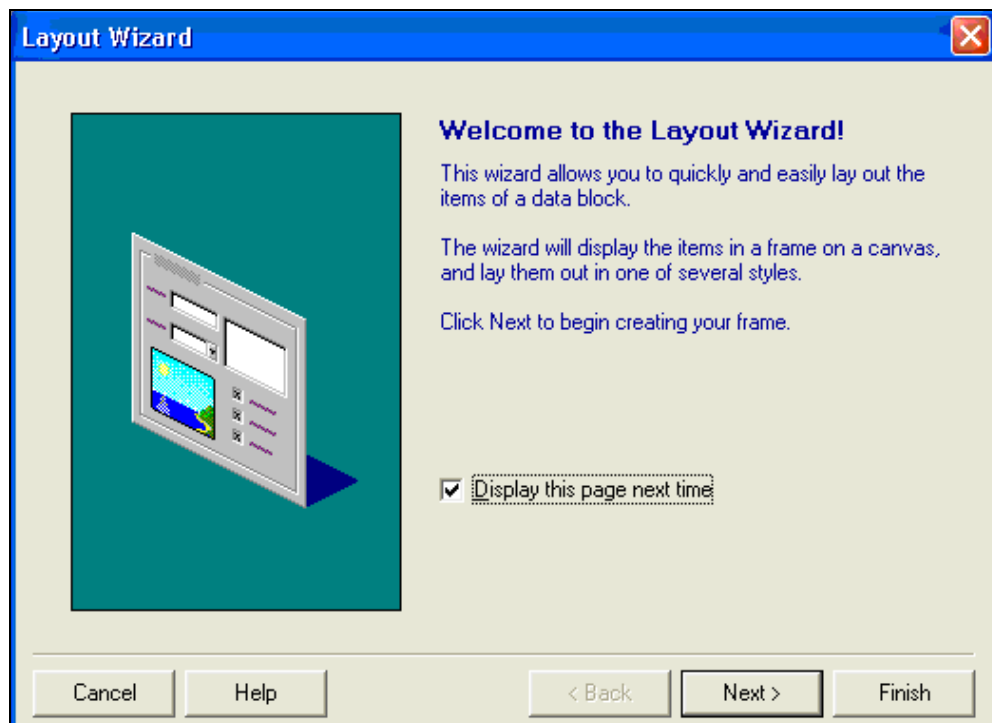 Layout Wizard
Welcome to the Layout Wizard!
This wizard allows you to quickly and easily lay out the
items of a data block.
The wizard will display the items in a frame on a canvas,
and lay them out in one of several styles.
Click Next to begin creating your frame.
Display this page next time
Cancel Help < Back Next > Finish